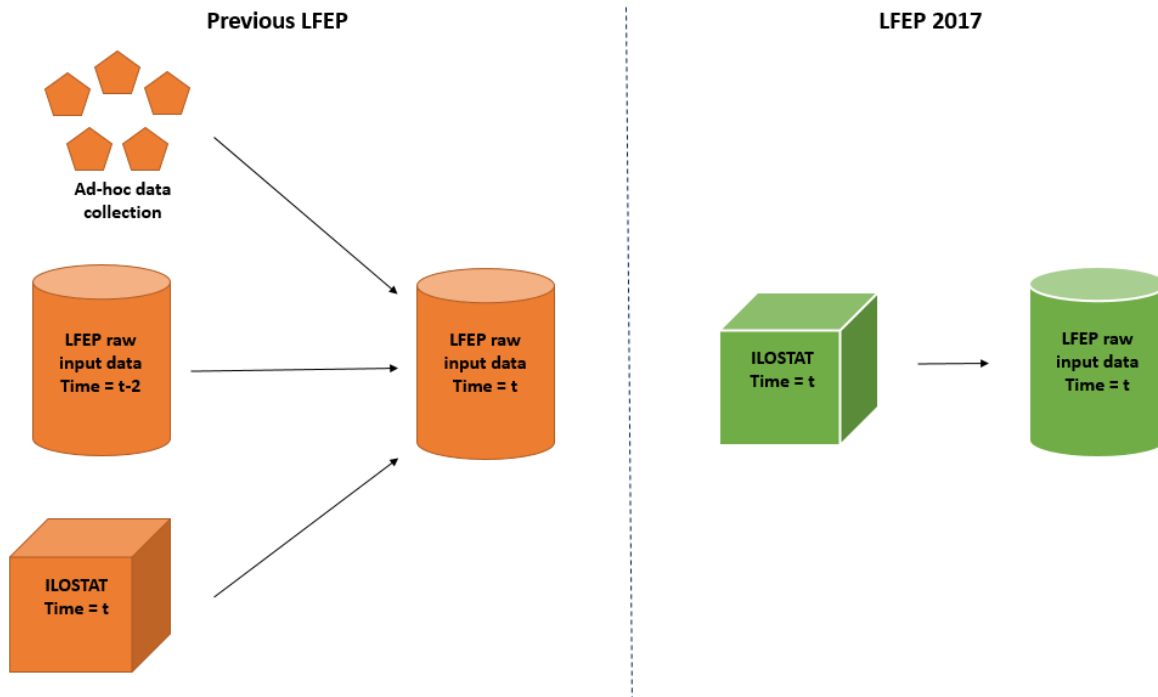 Previous LFEP
LFEP 2017
Ad-hoc data
collection
LFEP raw
input data
Time = t-2
LFEP raw
input data
Time = t
ILOSTAT
Time = t
ILOSTAT
Time = t
LFEP raw
input data
Time = t